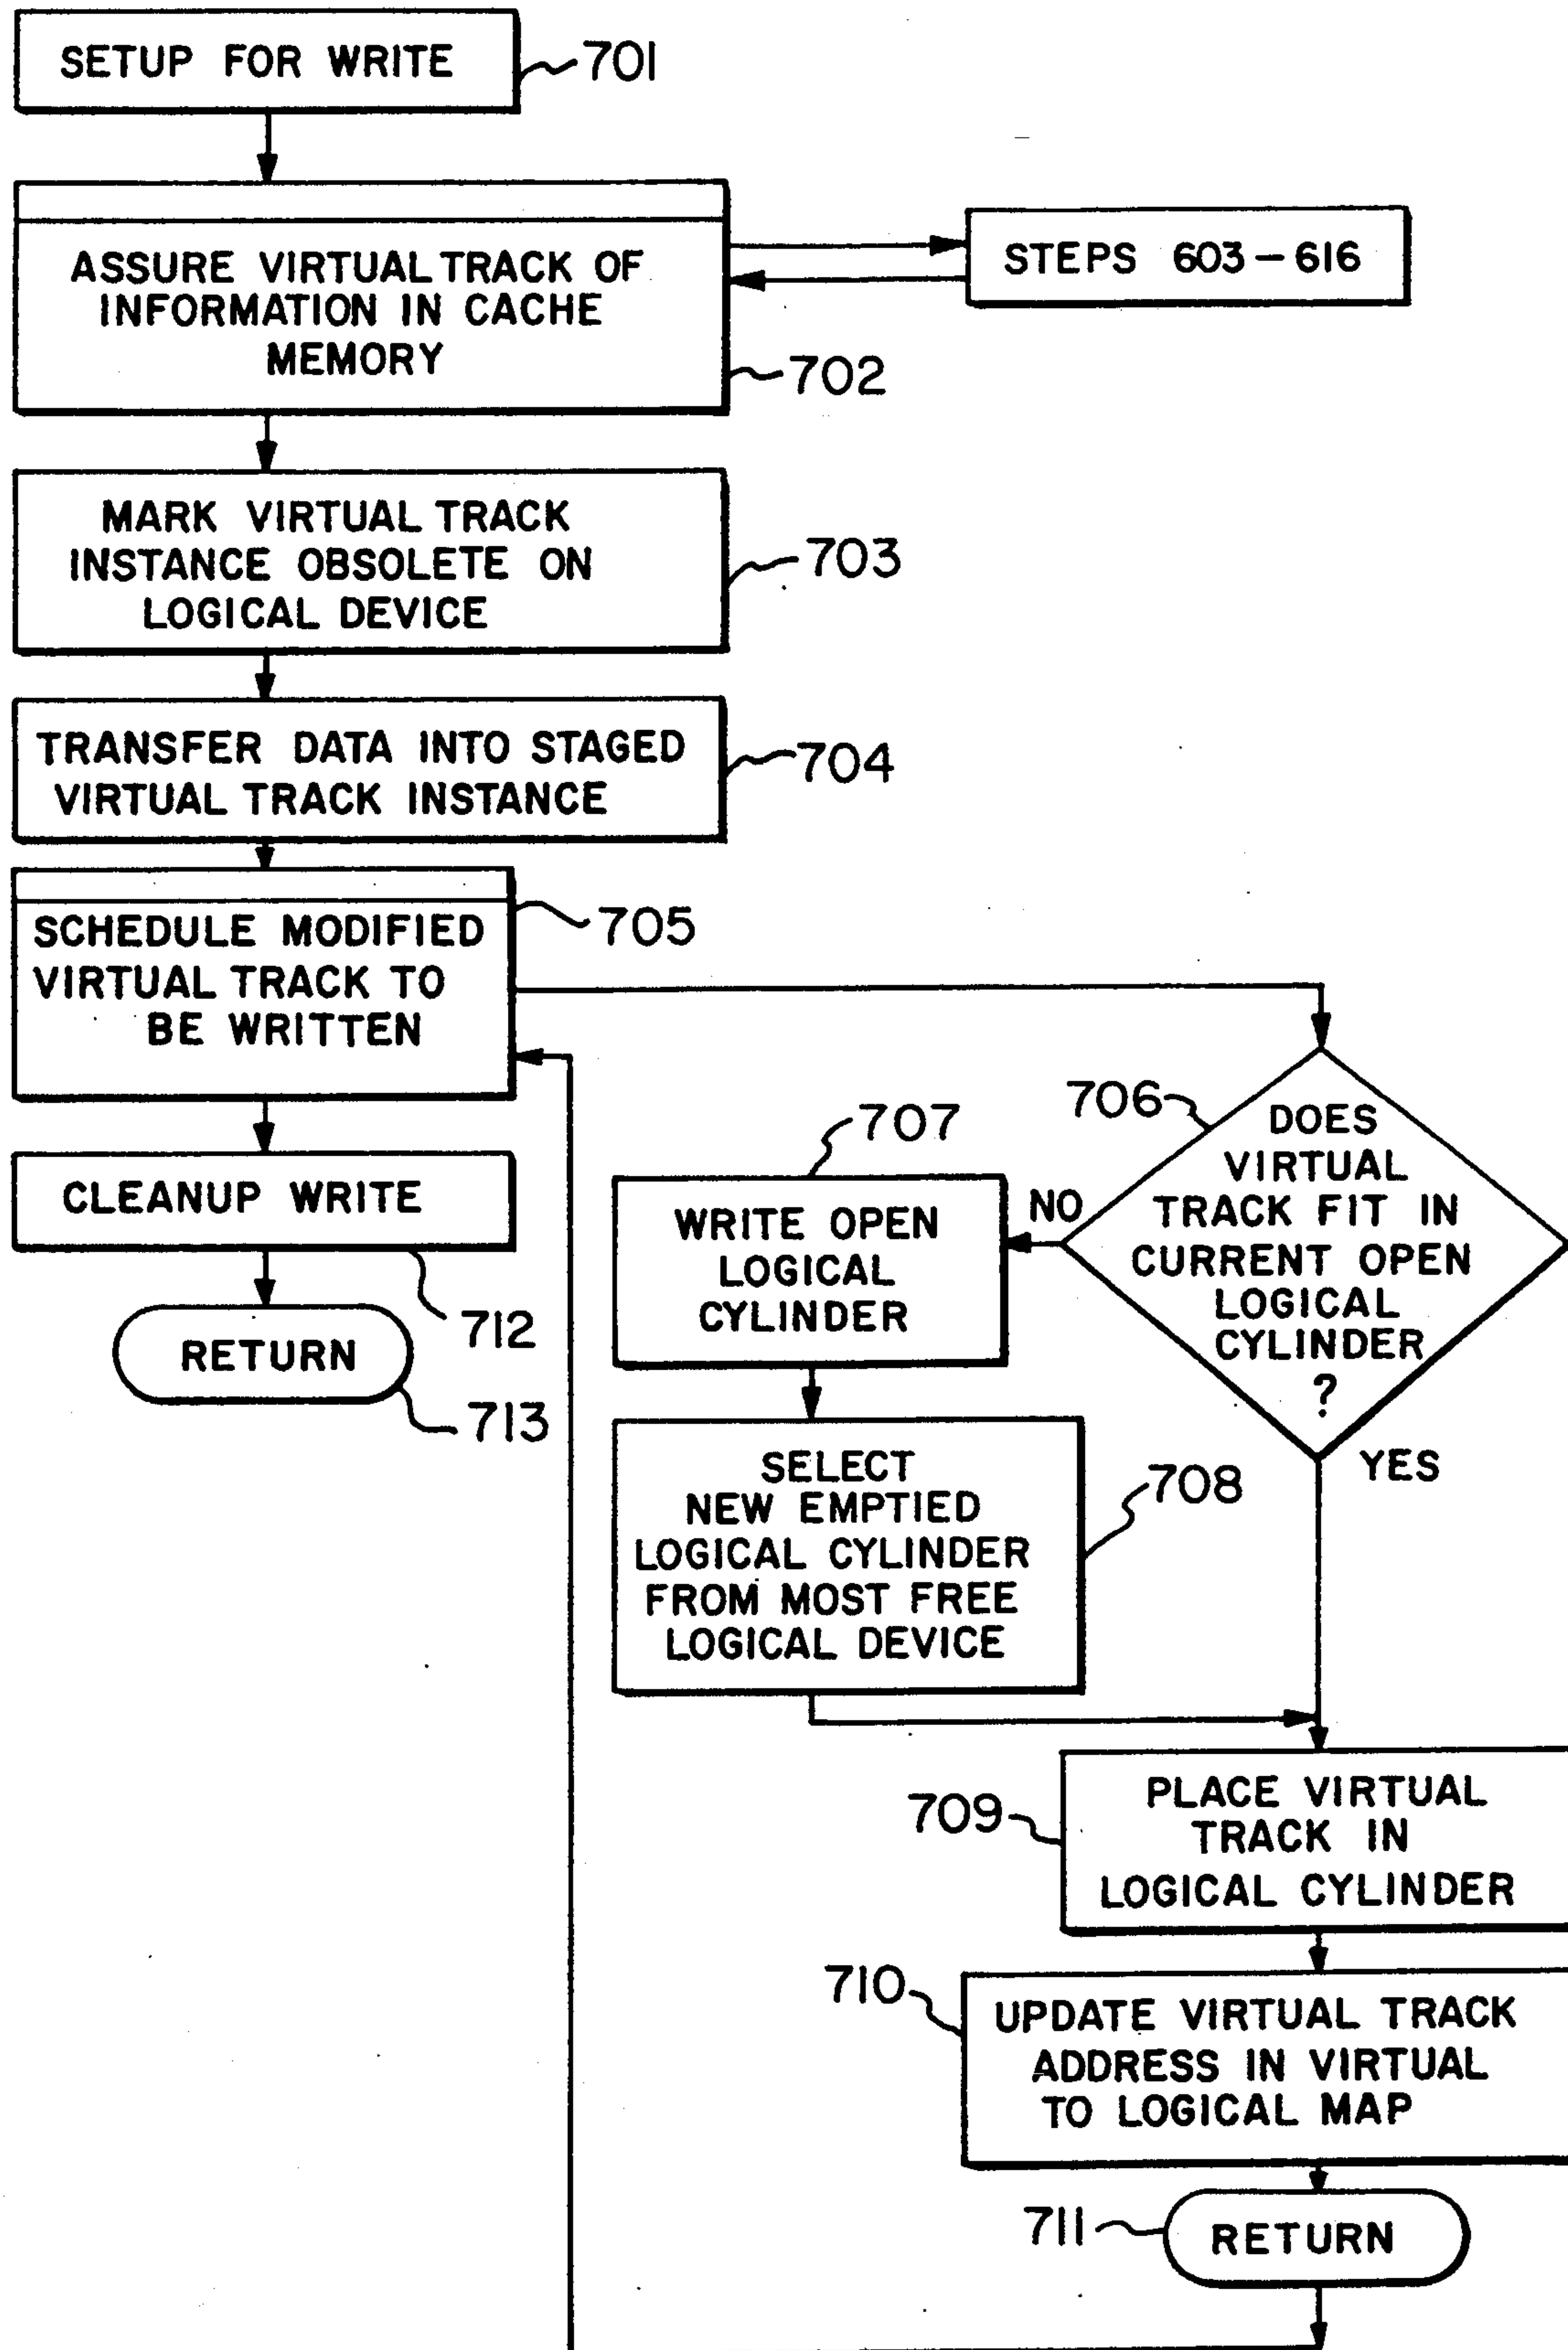 SETUP FOR WRITE
701
ASSURE VIRTUAL TRACK OF
INFORMATION IN CACHE
MEMORY
702
STEPS 603-616
MARK VIRTUAL TRACK
INSTANCE OBSOLETE ON
LOGICAL DEVICE
703
TRANSFER DATA INTO STAGED
VIRTUAL TRACK INSTANCE
704
SCHEDULE MODIFIED
VIRTUAL TRACK TO
BE WRITTEN
705
CLEANUP WRITE
712
RETURN
713
706
DOES
VIRTUAL
TRACK FIT IN
CURRENT OPEN
LOGICAL
CYLINDER
?
NO
YES
707
WRITE OPEN
LOGICAL
CYLINDER
SELECT
NEW EMPTIED
LOGICAL CYLINDER
FROM MOST FREE
LOGICAL DEVICE
708
709
PLACE VIRTUAL
TRACK IN
LOGICAL CYLINDER
710
UPDATE VIRTUAL TRACK
ADDRESS IN VIRTUAL
TO LOGICAL MAP
711
RETURN